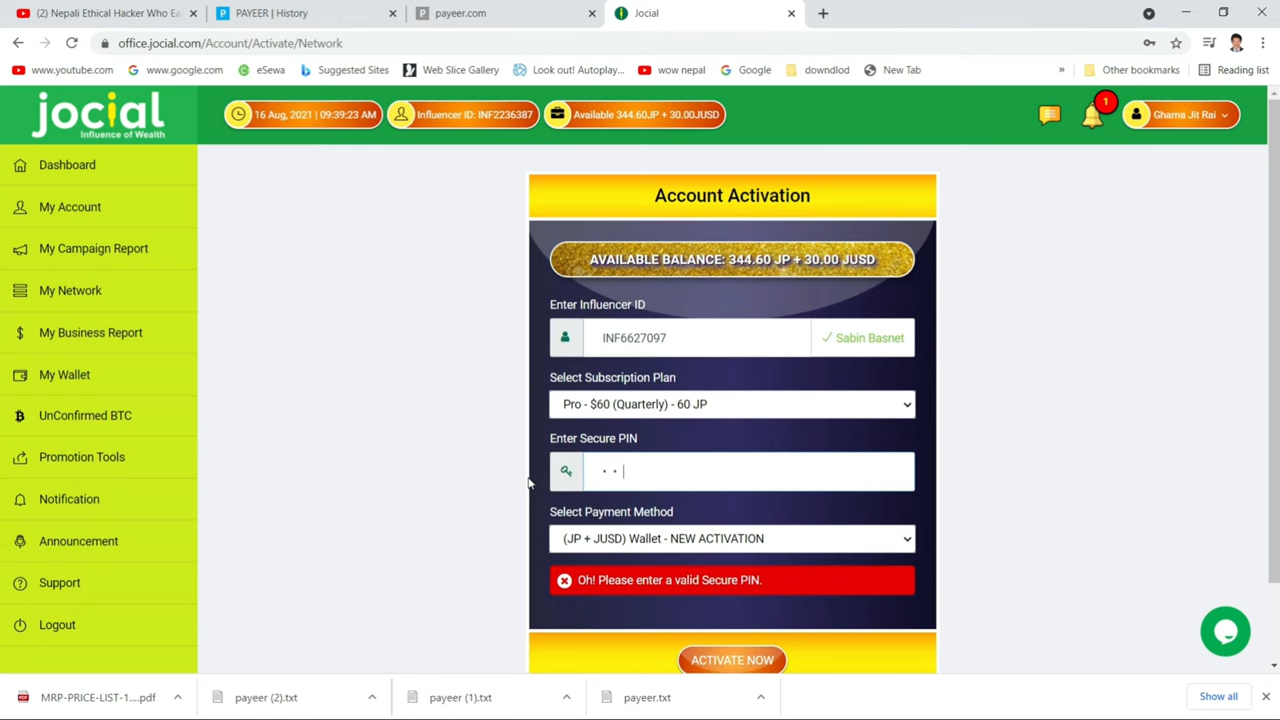 (2) Nepali Ethical Hacker Who Ea
PAYEER | History
payeer.com
Jocial
office.jocial.com/Account/Activate/Network
www.youtube.com
www.google.com
eSewa
Suggested Sites
Web Slice Gallery
Look out! Autoplay...
wow nepal
Google
downdlod
New Tab
»
Other bookmarks
Reading list
jocial
Influence of Wealth
16 Aug, 2021 | 09:39:23 AM
Influencer ID: INF2236387
Available 344.60JP + 30.00JUSD
1
Ghama Jit Rai
Dashboard
My Account
My Campaign Report
My Network
My Business Report
My Wallet
UnConfirmed BTC
Promotion Tools
Notification
Announcement
Support
Logout
Account Activation
AVAILABLE BALANCE: 344.60 JP + 30.00 JUSD
Enter Influencer ID
INF6627097
✓ Sabin Basnet
Select Subscription Plan
Pro - $60 (Quarterly) - 60 JP
Enter Secure PIN
Select Payment Method
(JP + JUSD) Wallet - NEW ACTIVATION
Oh! Please enter a valid Secure PIN.
ACTIVATE NOW
MRP-PRICE-LIST-1....pdf
payeer (2).txt
payeer (1).txt
payeer.txt
Show all